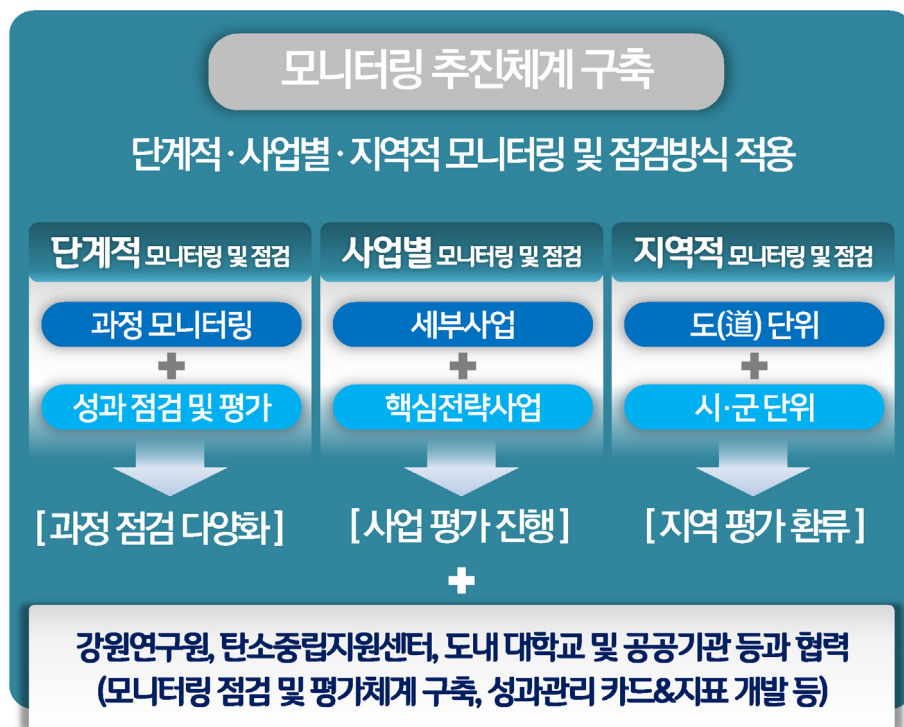 모니터링 추진체계 구축
단계적·사업별·지역적 모니터링 및 점검방식 적용
단계적 모니터링 및 점검
과정 모니터링
+
성과 점검 및 평가
[ 과정 점검 다양화 ]
사업별 모니터링 및 점검
세부사업
+
핵심전략사업
[ 사업 평가 진행 ]
지역적 모니터링 및 점검
도(道) 단위
+
시·군 단위
[ 지역 평가 환류 ]
+
강원연구원, 탄소중립지원센터, 도내 대학교 및 공공기관 등과 협력
(모니터링 점검 및 평가체계 구축, 성과관리 카드&지표 개발 등)